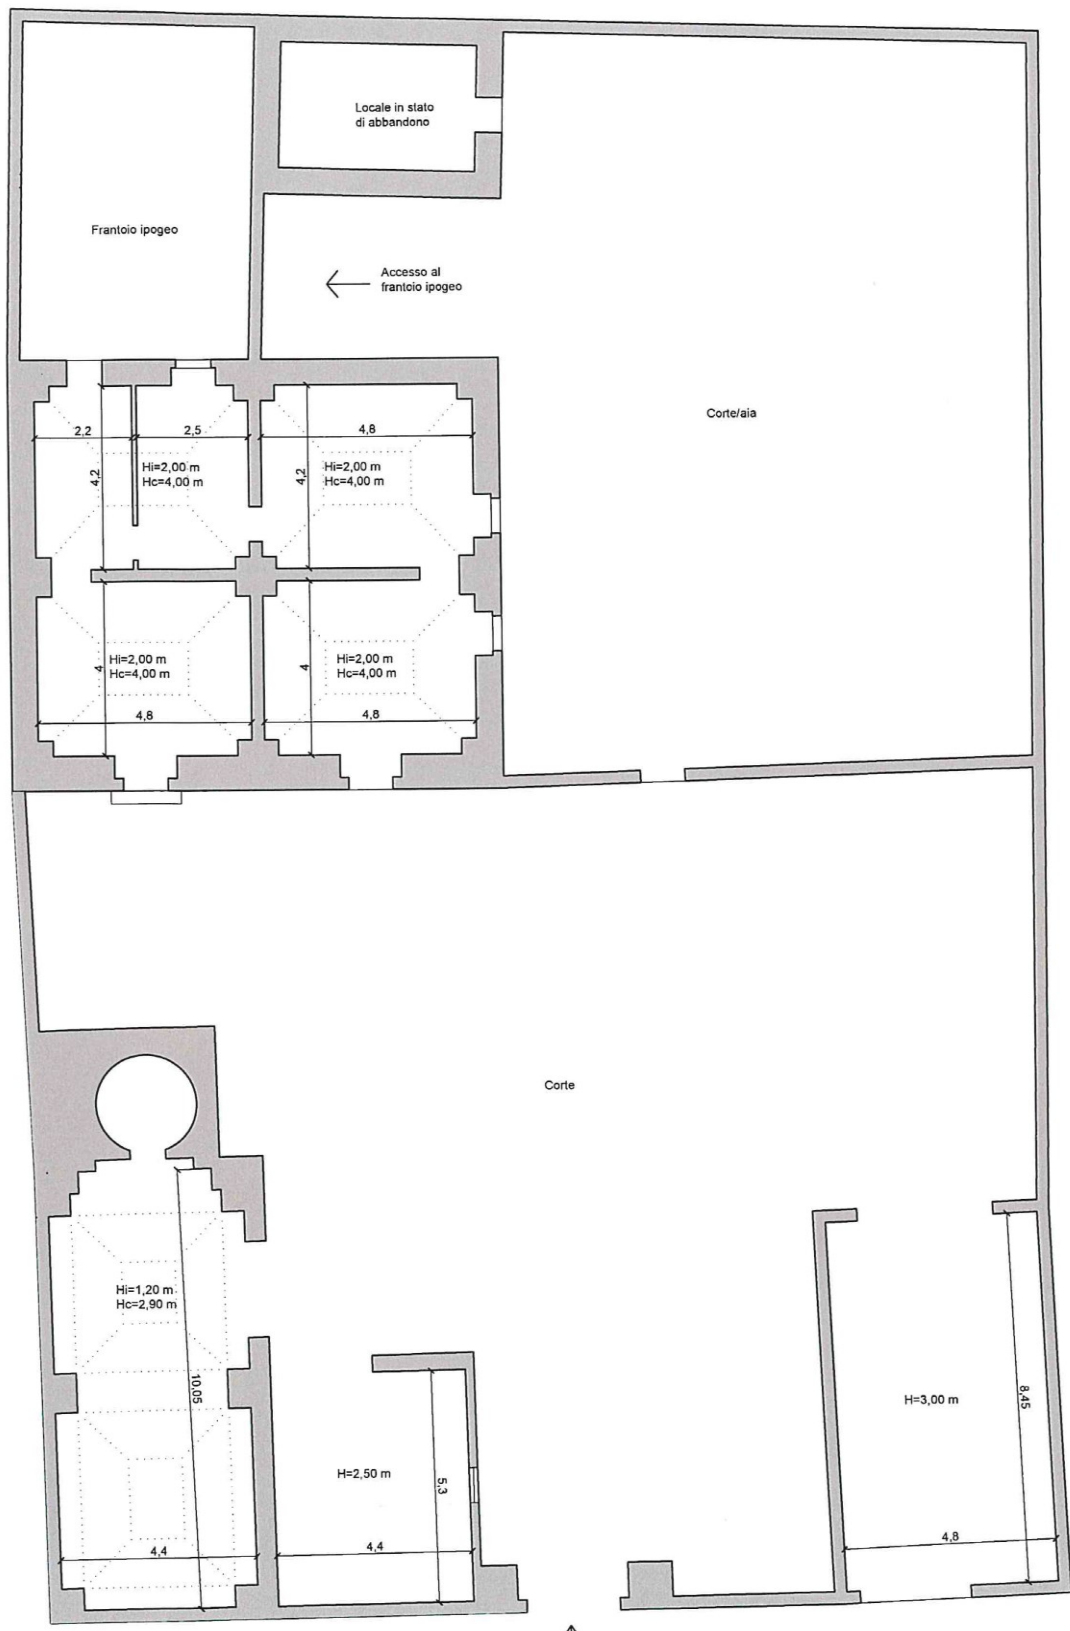 Locale in stato
di abbandono
Frantoio ipogeo
Accesso al
frantoio ipogeo
Corte/aia
2,2
2,5
4,8
4,2
Hi=2,00 m
Hc=4,00 m
4,2
Hi=2,00 m
Hc=4,00 m
4
Hi=2,00 m
Hc=4,00 m
4
Hi=2,00 m
Hc=4,00 m
4,8
4,8
Corte
Hi=1,20 m
Hc=2,90 m
10,05
H=2,50 m
5,3
H=3,00 m
8,45
4,4
4,4
4,8